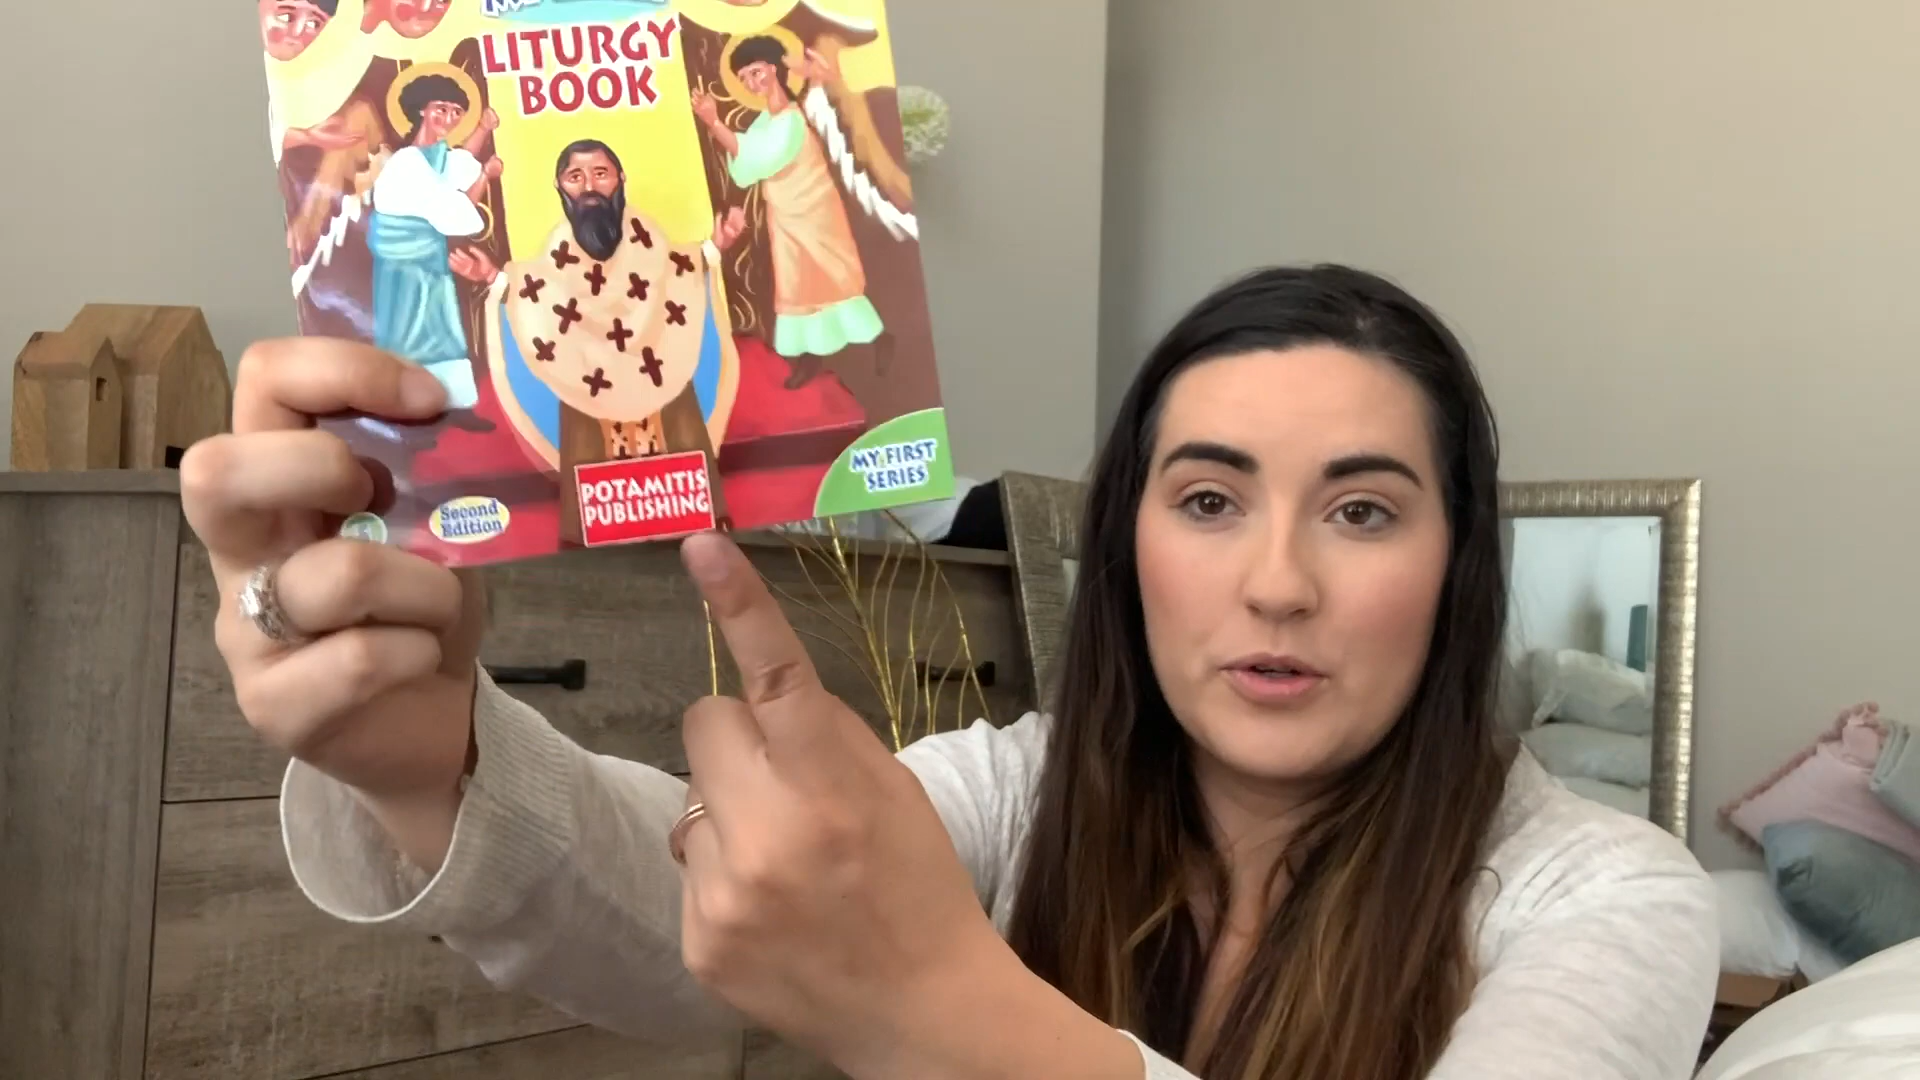 LITURGY
BOOK
MY FIRST
SERIES
POTAMITIS
PUBLISHING
Second
Edition